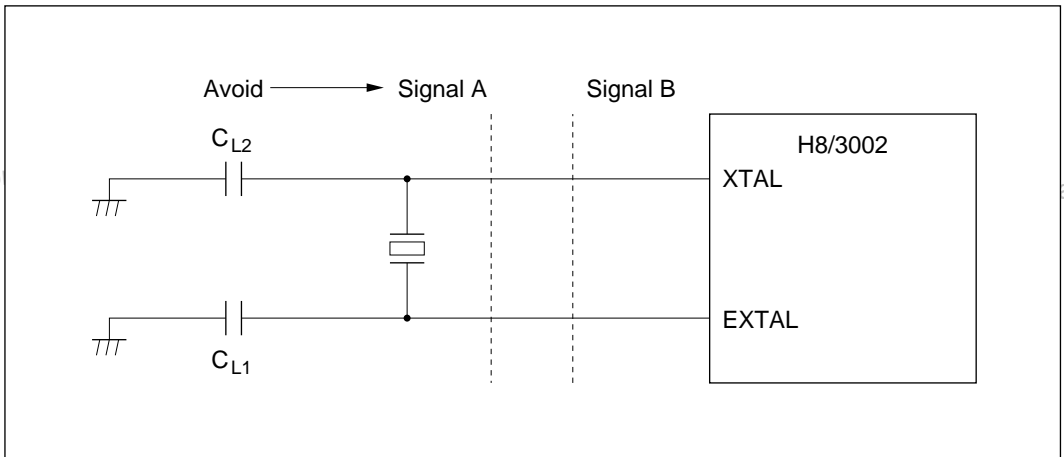 Avoid Signal A Signal B
CL2
H8/3002
XTAL
EXTAL
CL1